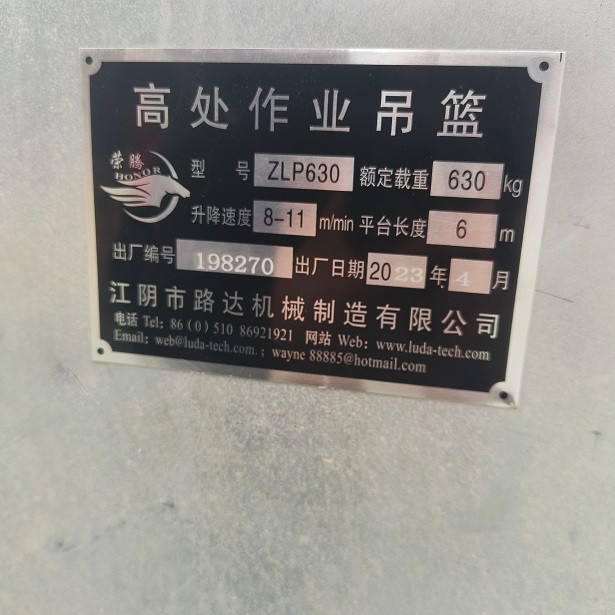 高处作业吊篮
荣腾
HONOR
型 号 ZLP630 额定载重 630 kg
升降速度 8-11 m/min 平台长度 6 m
出厂编号 198270 出厂日期 2023 年 4 月
江阴市路达机械制造有限公司
电话 Tel: 86 (0) 510 86921921 网站 Web: www.luda-tech.com
Email: web@luda-tech.com. ; wayne 88885@hotmail.com